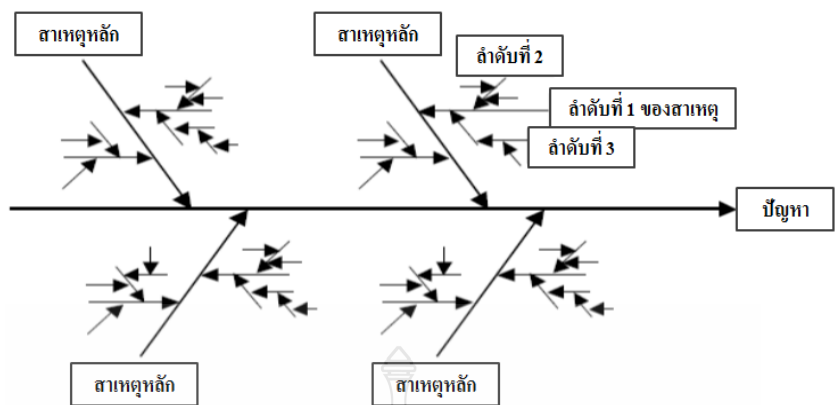 สาเหตุหลัก
สาเหตุหลัก
ลำดับที่ 2
ลำดับที่ 1 ของสาเหตุ
ลำดับที่ 3
ปัญหา
สาเหตุหลัก
สาเหตุหลัก